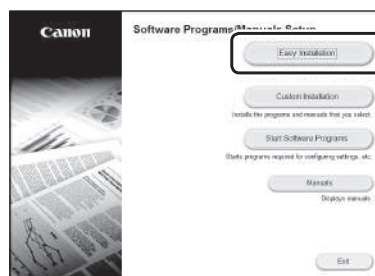 Canon
Software Programs/Manuals Setup
Easy Installation
Custom Installation
Installs the programs and manuals that you select.
Start Software Programs
Starts programs required for configuring settings, etc.
Manuals
Displays manuals.
Exit